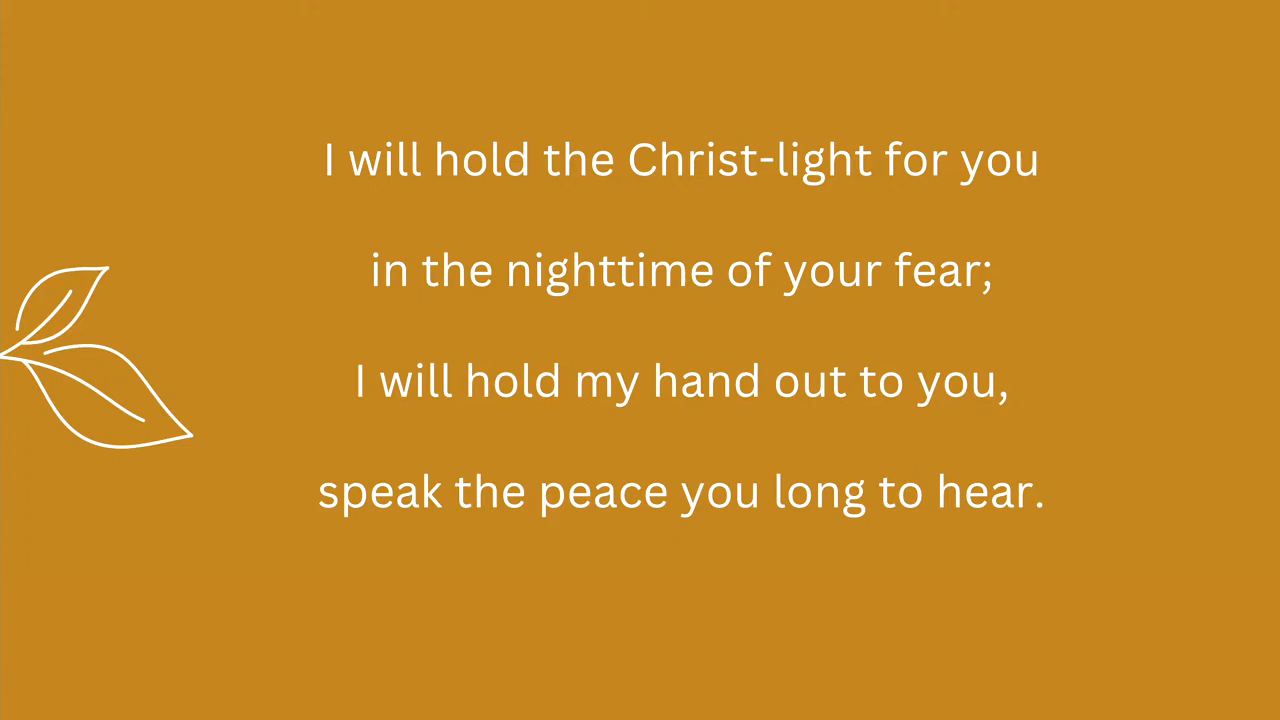 I will hold the Christ-light for you
in the nighttime of your fear;
I will hold my hand out to you,
speak the peace you long to hear.